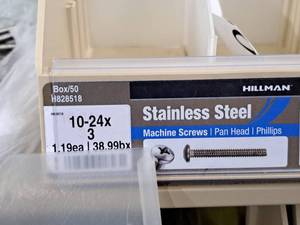 Box/50
H828518
HILLMAN
10-24x
3
1.19ea | 38.99bx
Stainless Steel
Machine Screws | Pan Head | Phillips